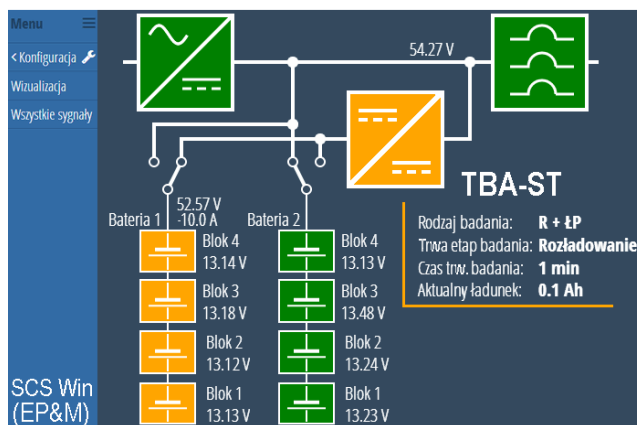 Menu
< Konfiguracja
Wizualizacja
Wszystkie sygnały
SCS Win
(EP&M)
54.27 V
52.57 V
-10.0 A
Bateria 1
Bateria 2
Blok 4
13.14 V
Blok 3
13.18 V
Blok 2
13.12 V
Blok 1
13.13 V
Blok 4
13.13 V
Blok 3
13.48 V
Blok 2
13.24 V
Blok 1
13.23 V
TBA-ST
Rodzaj badania: R + ŁP
Trwa etap badania: Rozładowanie
Czas trw. badania: 1 min
Aktualny ładunek: 0.1 Ah